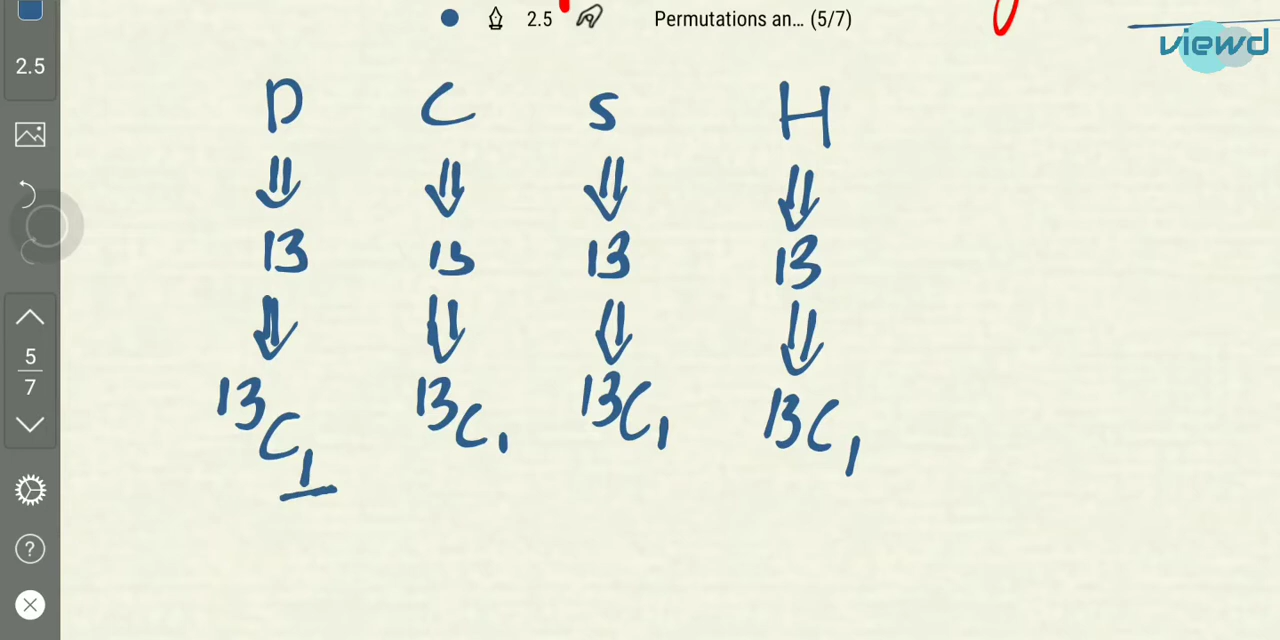 2.5 Permutations an... (5/7)
viewd
2.5
D C S H
⇓ ⇓ ⇓ ⇓
13 13 13 13
⇓ ⇓ ⇓ ⇓
¹³C₁ ¹³C₁ ¹³C₁ ¹³C₁
5
7
?